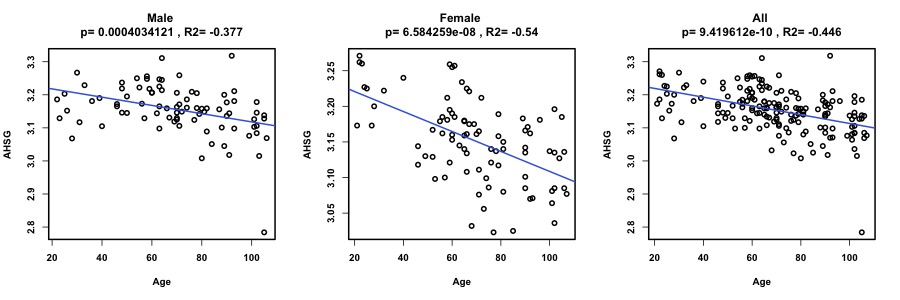 Male
p= 0.0004034121 , R2= -0.377
AHSG
3.3
3.2
3.1
3.0
2.9
2.8
20 40 60 80 100
Age
Female
p= 6.584259e-08 , R2= -0.54
AHSG
3.25
3.20
3.15
3.10
3.05
20 40 60 80 100
Age
All
p= 9.419612e-10 , R2= -0.446
AHSG
3.3
3.2
3.1
3.0
2.9
2.8
20 40 60 80 100
Age